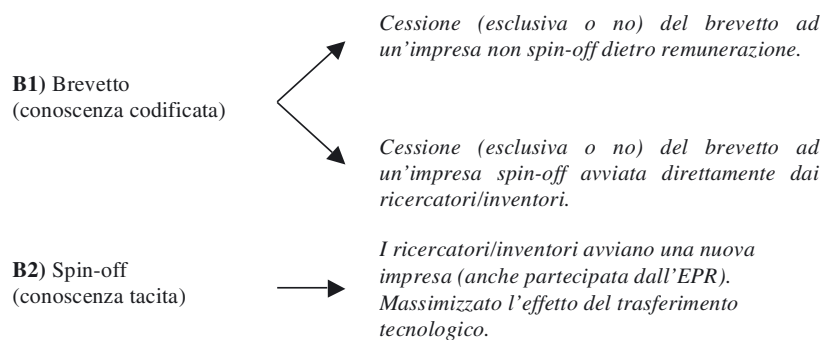 Cessione (esclusiva o no) del brevetto ad
un'impresa non spin-off dietro remunerazione.
B1) Brevetto
(conoscenza codificata)
Cessione (esclusiva o no) del brevetto ad
un'impresa spin-off avviata direttamente dai
ricercatori/inventori.
B2) Spin-off
(conoscenza tacita)
I ricercatori/inventori avviano una nuova
impresa (anche partecipata dall'EPR).
Massimizzato l'effetto del trasferimento
tecnologico.